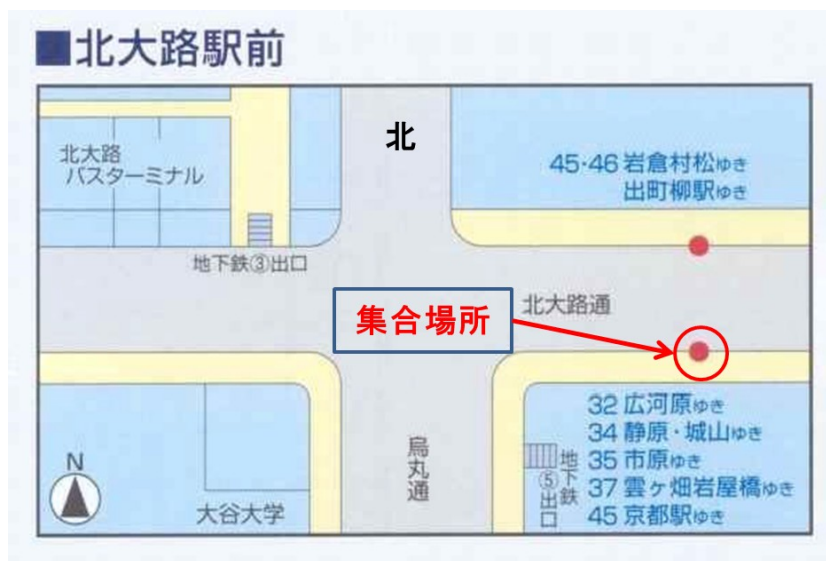 ■北大路駅前
北
北大路
バスターミナル
45・46 岩倉村松ゆき
出町柳駅ゆき
地下鉄③出口
集合場所
北大路通
32 広河原ゆき
34 静原・城山ゆき
35 市原ゆき
37 雲ヶ畑岩屋橋ゆき
45 京都駅ゆき
地下鉄
⑤出口
烏丸通
N
大谷大学